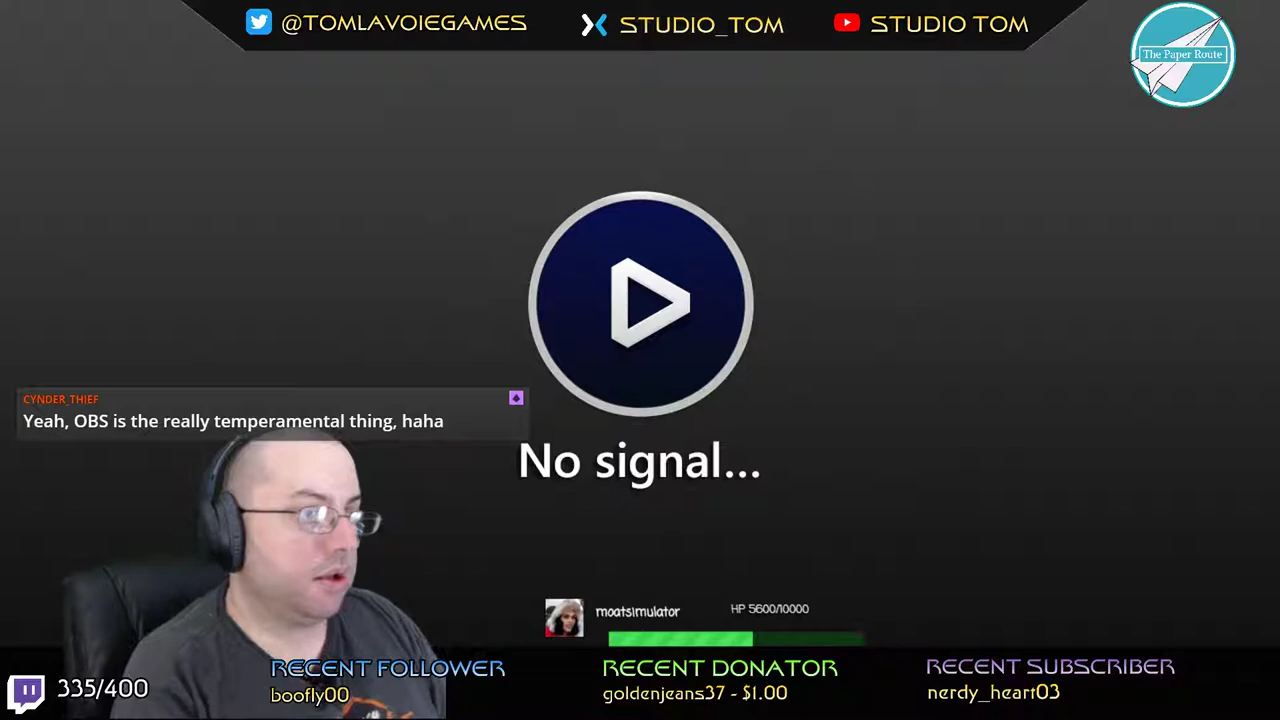 @TOMLAVOIEGAMES
STUDIO_TOM
STUDIO TOM
The Paper Route
CYNDER_THIEF
Yeah, OBS is the really temperamental thing, haha
No signal...
moatsimulator
HP 5600/10000
RECENT FOLLOWER
boofly00
RECENT DONATOR
goldenjeans37 - $1.00
RECENT SUBSCRIBER
nerdy_heart03
335/400